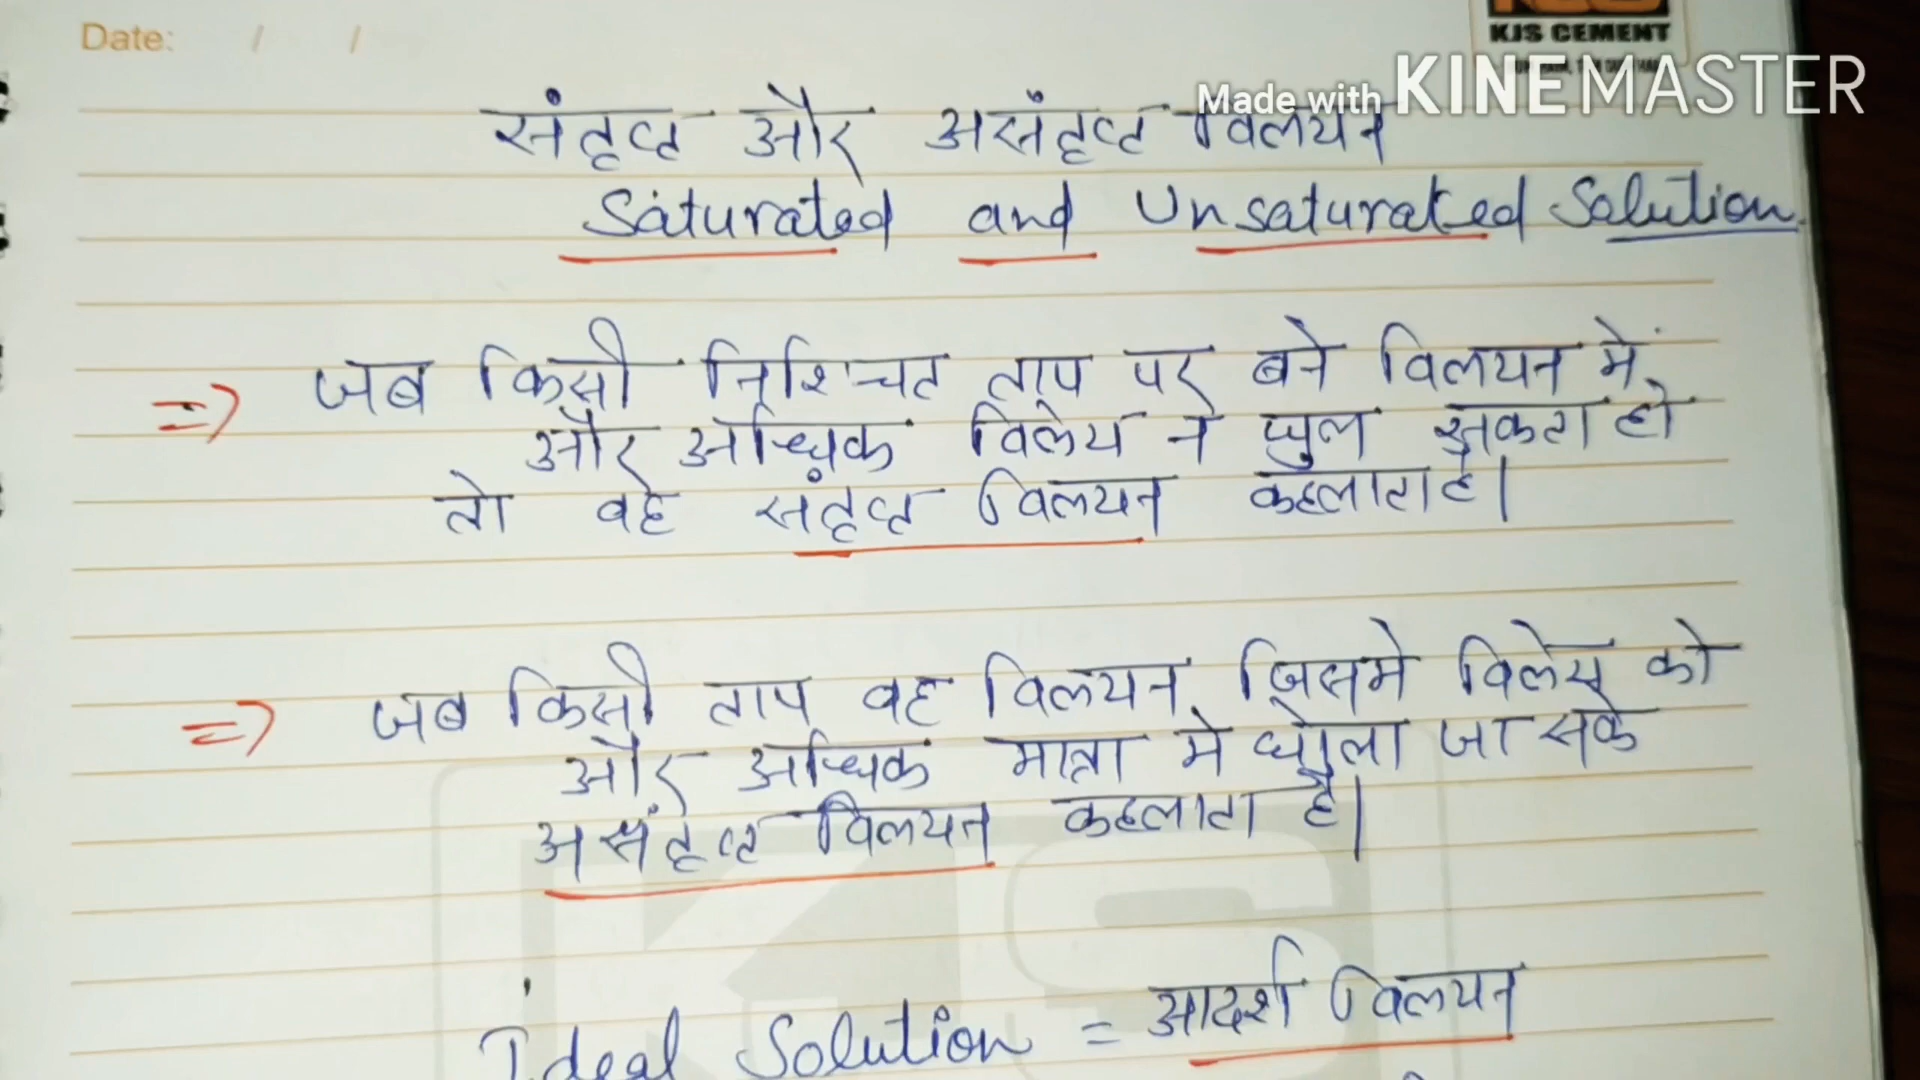 Date: / /
KJS CEMENT
Made with KINEMASTER
संतृप्त और असंतृप्त विलयन
Saturated and Unsaturated Solution
=> जब किसी निश्चित ताप पर बने विलयन में
और अधिक विलेय न घुल सकता हो
तो वह संतृप्त विलयन कहलाता है।
=> जब किसी ताप वह विलयन जिसमे विलेय को
और अधिक मात्रा मे घोला जा सके
असंतृप्त विलयन कहलाता है।
Ideal Solution = आदर्श विलयन